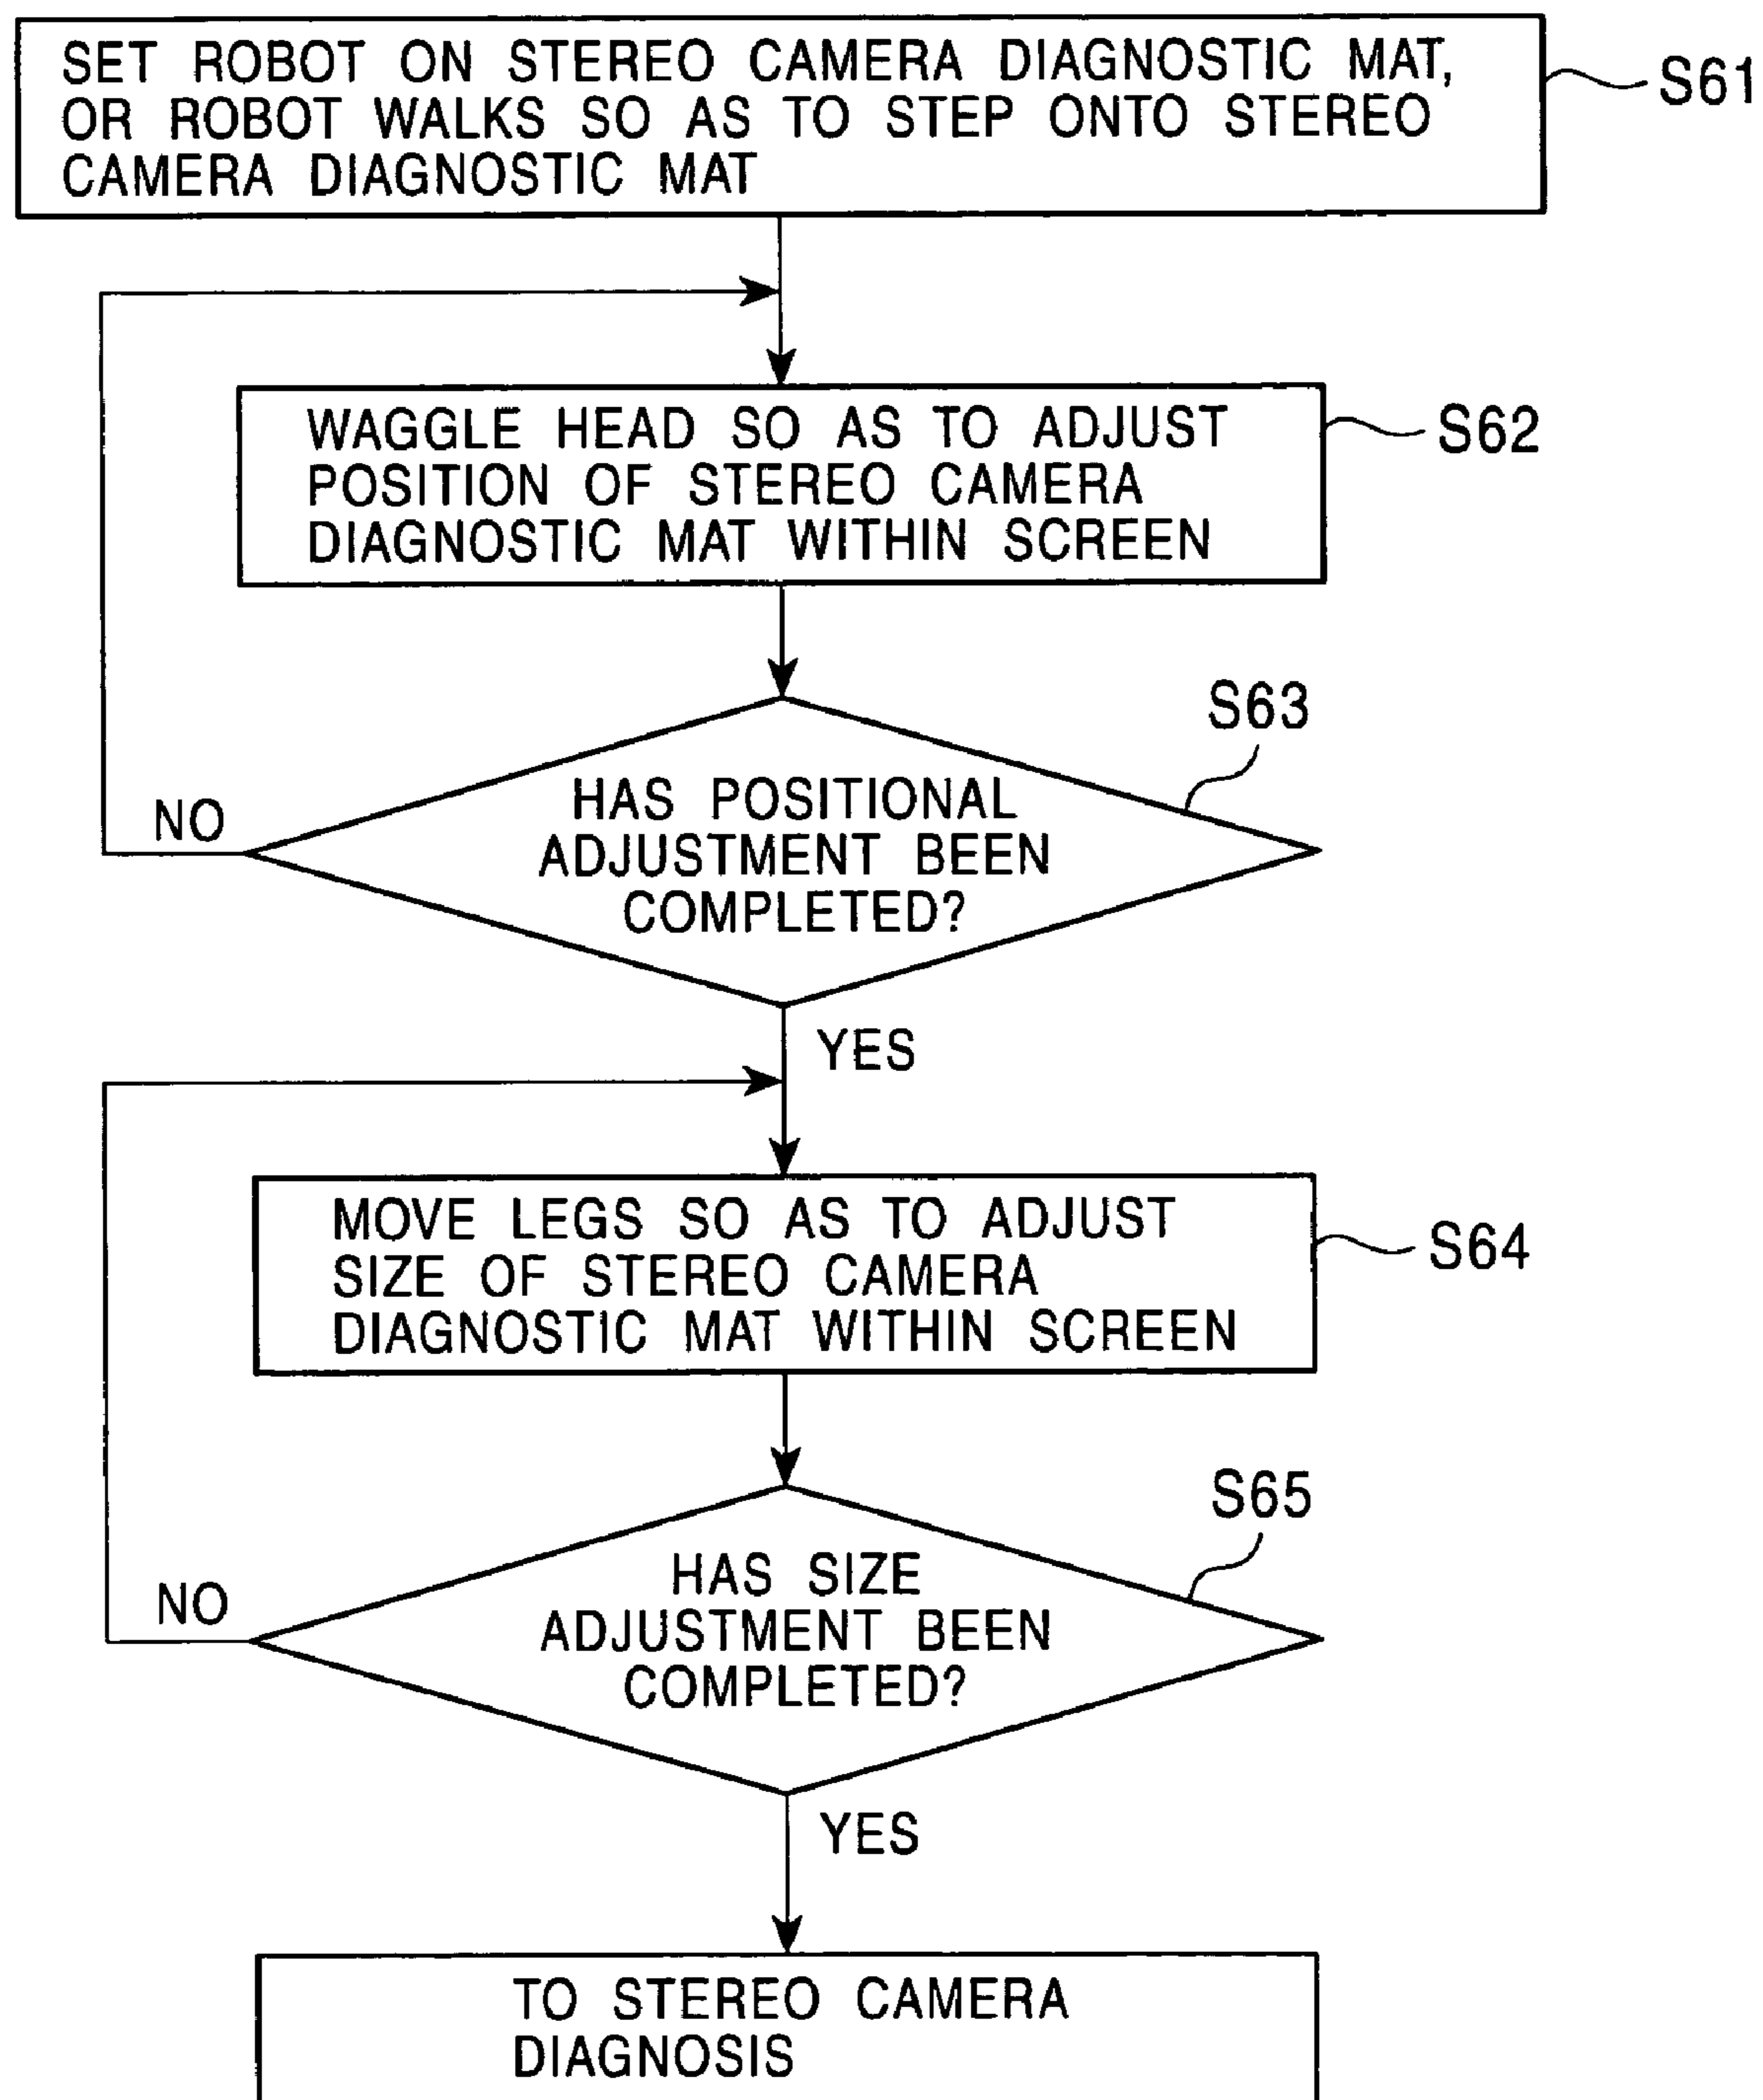 SET ROBOT ON STEREO CAMERA DIAGNOSTIC MAT,
OR ROBOT WALKS SO AS TO STEP ONTO STEREO
CAMERA DIAGNOSTIC MAT
S61
WAGGLE HEAD SO AS TO ADJUST
POSITION OF STEREO CAMERA
DIAGNOSTIC MAT WITHIN SCREEN
S62
S63
HAS POSITIONAL
ADJUSTMENT BEEN
COMPLETED?
NO
YES
MOVE LEGS SO AS TO ADJUST
SIZE OF STEREO CAMERA
DIAGNOSTIC MAT WITHIN SCREEN
S64
S65
HAS SIZE
ADJUSTMENT BEEN
COMPLETED?
NO
YES
TO STEREO CAMERA
DIAGNOSIS